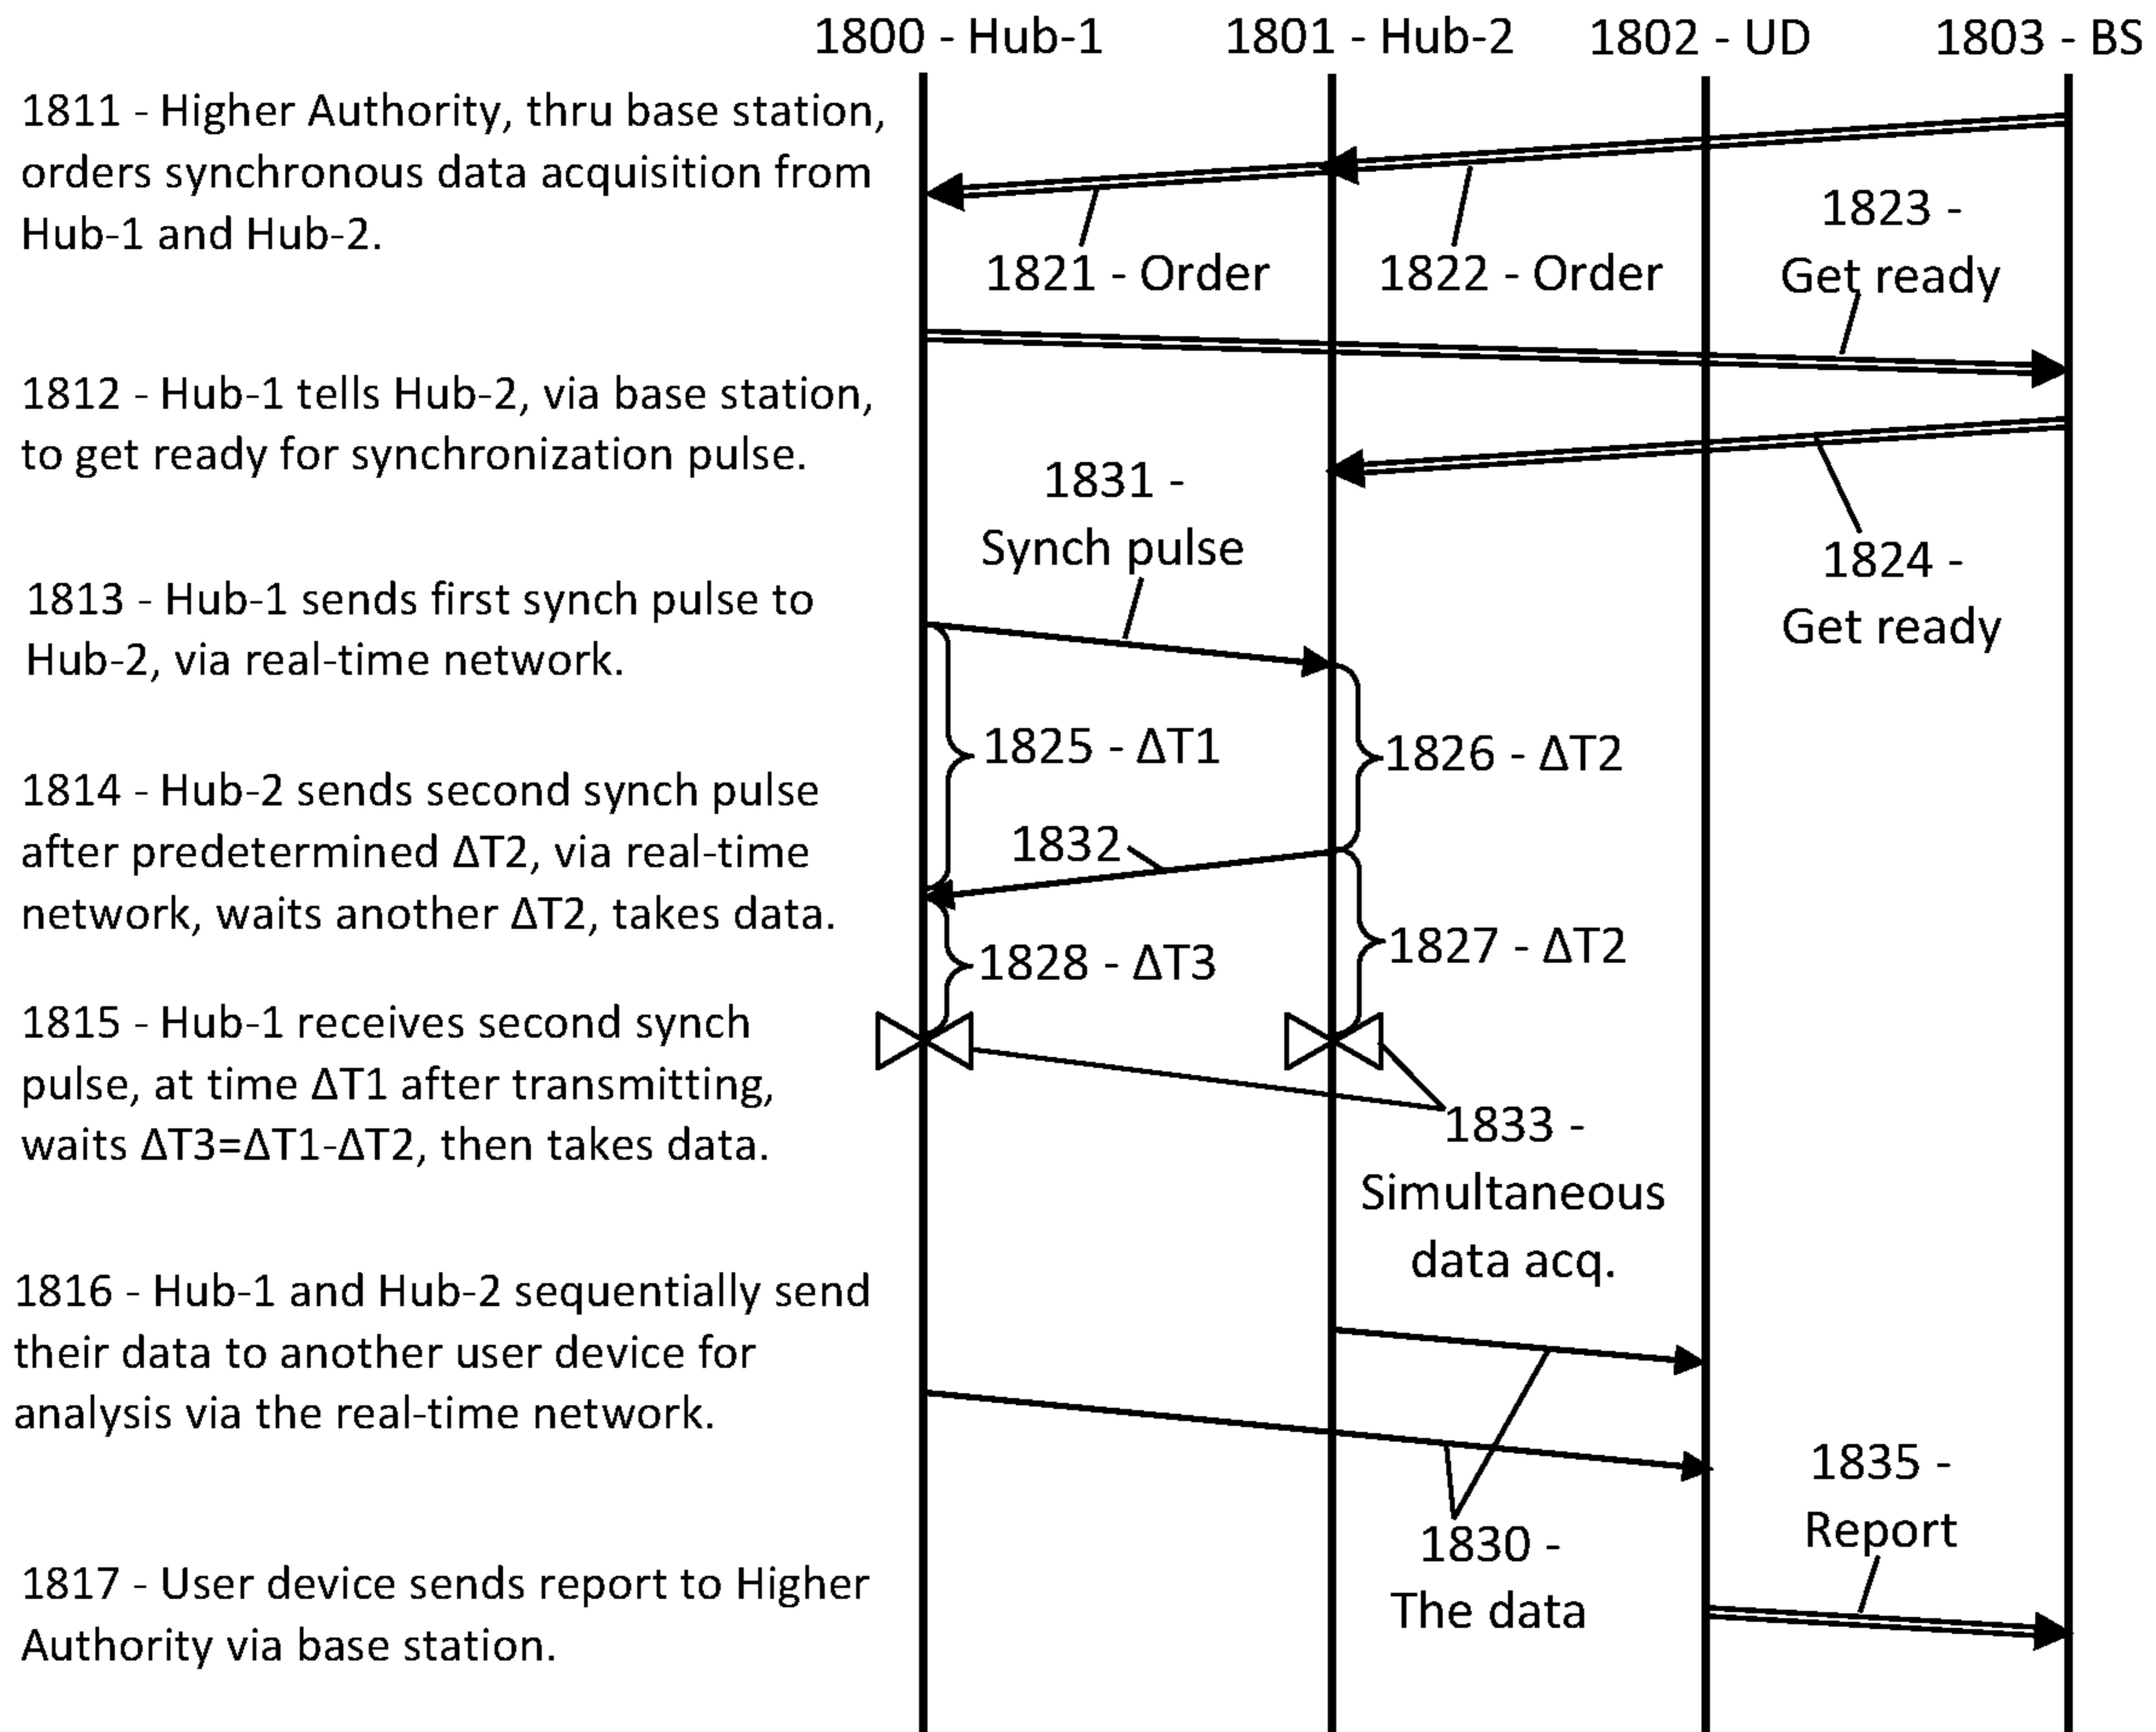 1800 - Hub-1
1801 - Hub-2
1802 - UD
1803 - BS
1811 - Higher Authority, thru base station,
orders synchronous data acquisition from
Hub-1 and Hub-2.
1821 - Order
1822 - Order
1823 -
Get ready
1812 - Hub-1 tells Hub-2, via base station,
to get ready for synchronization pulse.
1831 -
Synch pulse
1824 -
Get ready
1813 - Hub-1 sends first synch pulse to
Hub-2, via real-time network.
1825 - ΔT1
1826 - ΔT2
1814 - Hub-2 sends second synch pulse
after predetermined ΔT2, via real-time
network, waits another ΔT2, takes data.
1832
1828 - ΔT3
1827 - ΔT2
1815 - Hub-1 receives second synch
pulse, at time ΔT1 after transmitting,
waits ΔT3=ΔT1-ΔT2, then takes data.
1833 -
Simultaneous
data acq.
1816 - Hub-1 and Hub-2 sequentially send
their data to another user device for
analysis via the real-time network.
1830 -
The data
1835 -
Report
1817 - User device sends report to Higher
Authority via base station.